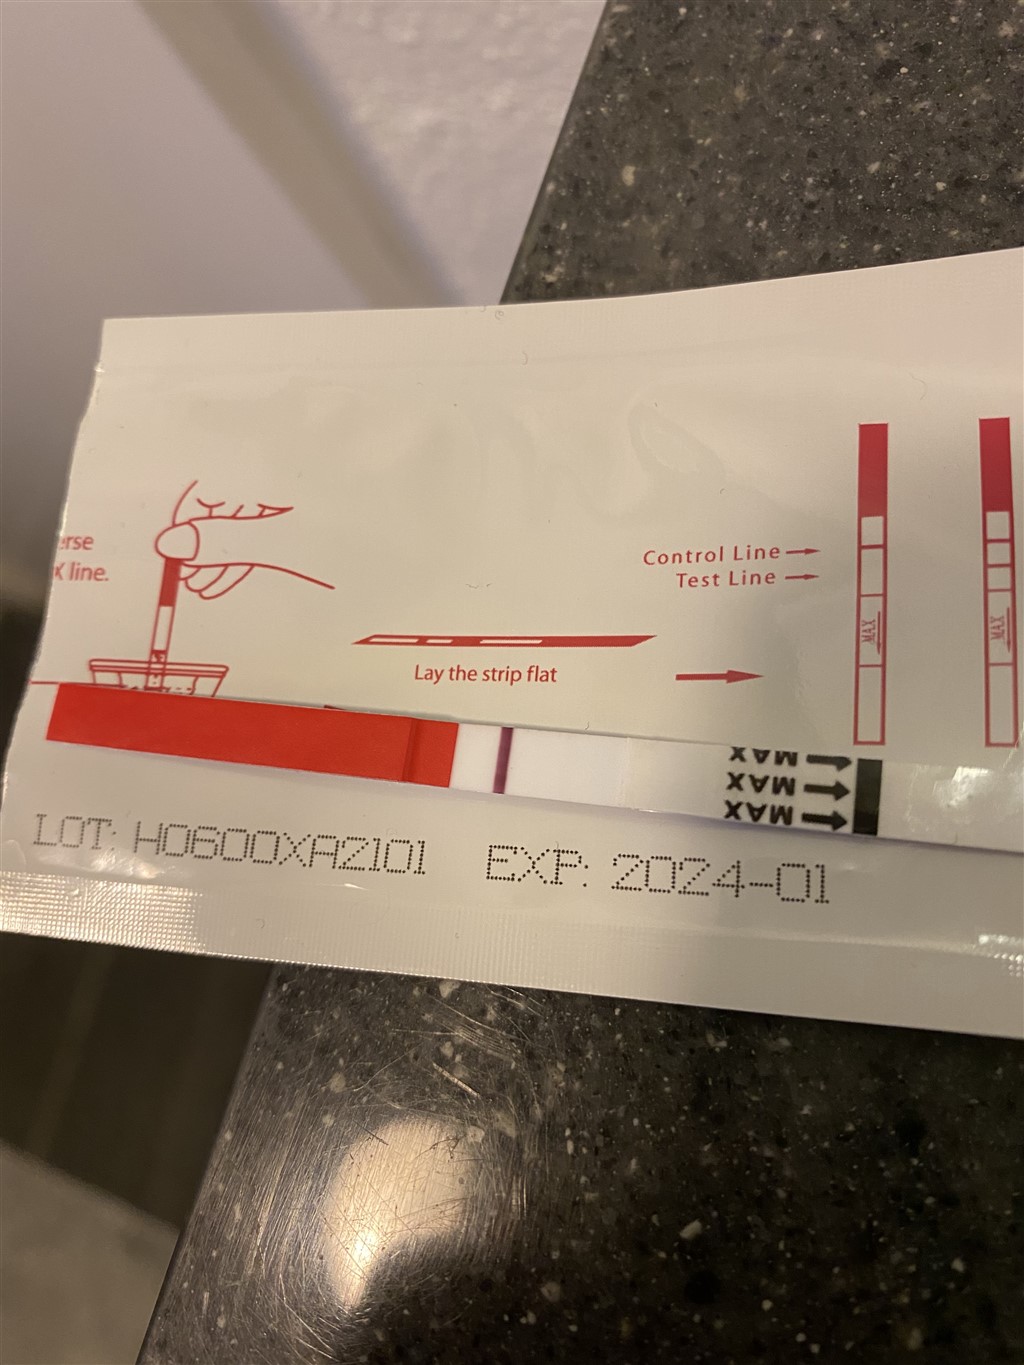 erse
X line.
Control Line
Test Line
MAX
MAX
Lay the strip flat
MAX
MAX
MAX
LOT: H0600XAZ101 EXP: 2024-01